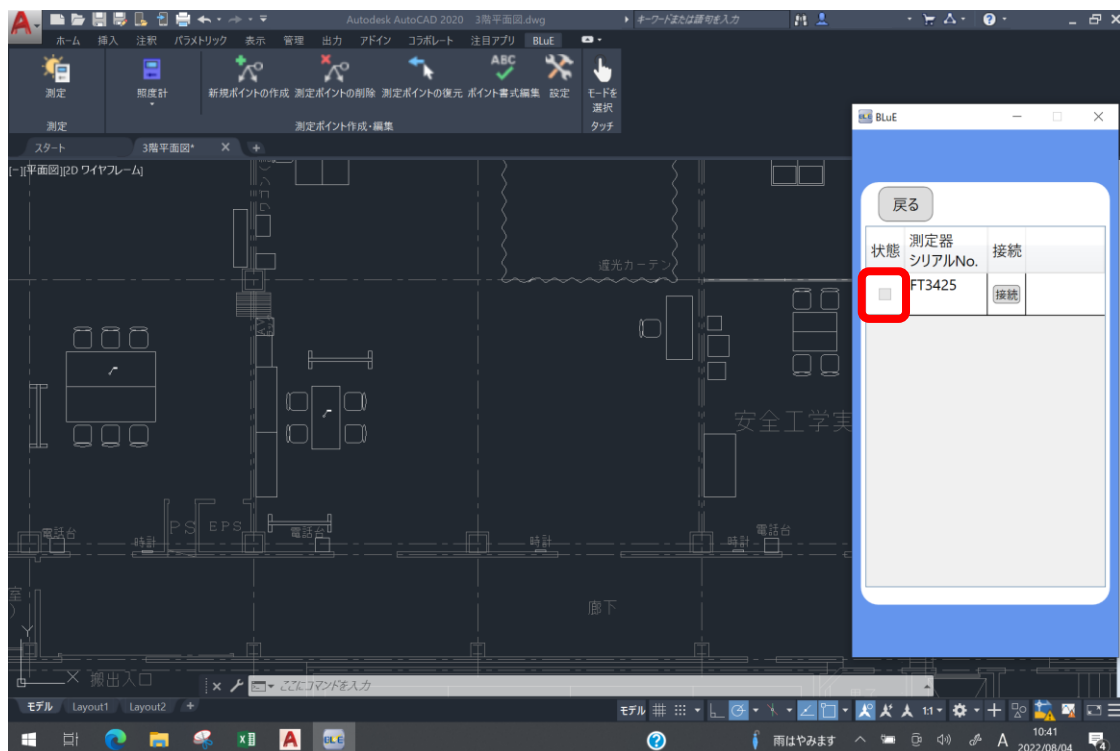 Autodesk AutoCAD 2020 3階平面図.dwg
キーワードまたは語句を入力
ホーム 挿入 注釈 パラメトリック 表示 管理 出力 アドイン コラボレート 注目アプリ BLuE
ABC
測定 照度計 新規ポイントの作成 測定ポイントの削除 測定ポイントの復元 ポイント書式編集 設定 モードを
選択
測定 測定ポイント作成・編集 タッチ
スタート 3階平面図*
[-][平面図][2D ワイヤフレーム]
BLuE
戻る
状態 測定器
シリアルNo. 接続
FT3425 接続
遮光カーテン
安全工学実
PS EPS
電話台 時計 電話台 時計 時計 電話台
室
廊下
Y
X 搬出入口
ここにコマンドを入力
モデル Layout1 Layout2
モデル 1:1
雨はやみます A 10:41
2022/08/04